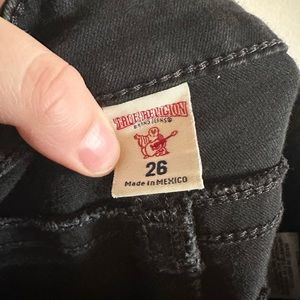 TRUE RELIGION
BRAND JEANS®
26
Made in MEXICO